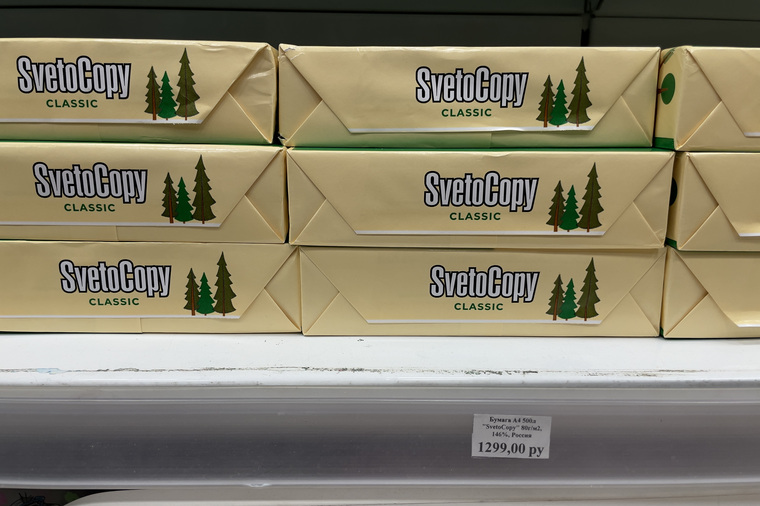 SvetoCopy
CLASSIC
SvetoCopy
CLASSIC
SvetoCopy
CLASSIC
SvetoCopy
CLASSIC
SvetoCopy
CLASSIC
SvetoCopy
CLASSIC
Бумага А4 500л
"SvetoCopy" 80г/м2,
146%, Россия
1299,00 ру